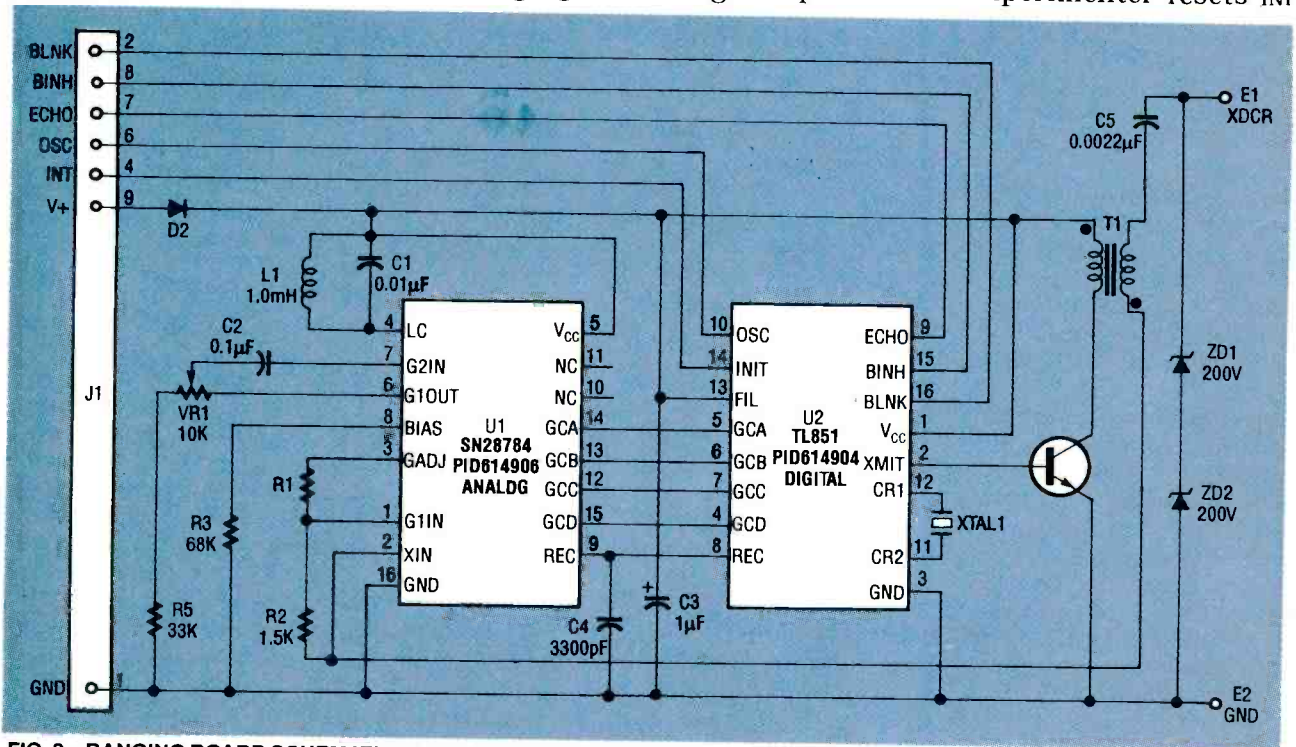 resets INI
BLNK
2
BINH
8
ECHO
7
OSC
6
INT
4
V+
9
D2
J1
GND
1
L1
1.0mH
C1
0.01µF
C2
0.1µF
VR1
10K
R5
33K
R3
68K
R1
R2
1.5K
4 LC
7 G2IN
6 G1OUT
8 BIAS
3 GADJ
1 G1IN
2 XIN
16 GND
U1
SN28784
PID614906
ANALDG
VCC 5
NC 11
NC 10
GCA 14
GCB 13
GCC 12
GCD 15
REC 9
C4
3300pF
+
C3
1µF
10 OSC
14 INIT
13 FIL
5 GCA
6 GCB
7 GCC
4 GCD
8 REC
U2
TL851
PID614904
DIGITAL
ECHO 9
BINH 15
BLNK 16
VCC 1
XMIT 2
CR1 12
CR2 11
GND 3
XTAL1
T1
C5
0.0022µF
E1
XDCR
ZD1
200V
ZD2
200V
E2
GND